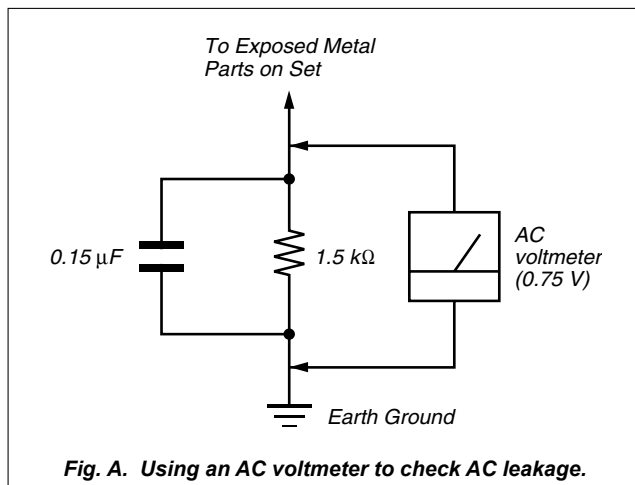 To Exposed Metal
Parts on Set
0.15 µF
1.5 kΩ
AC
voltmeter
(0.75 V)
Earth Ground
Fig. A. Using an AC voltmeter to check AC leakage.